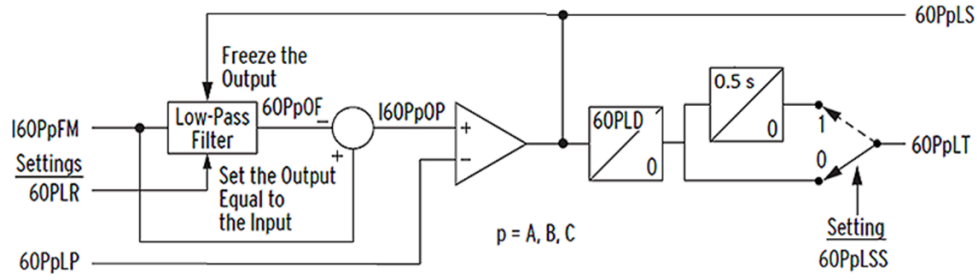 60PpLS
Freeze the
Output
60PpOF
I60PpOP
0.5 s
0
I60PpFM
Low-Pass
Filter
−
+
+
−
60PLD
0
1
0
60PpLT
Settings
60PLR
Set the Output
Equal to
the Input
p = A, B, C
Setting
60PpLSS
60PpLP